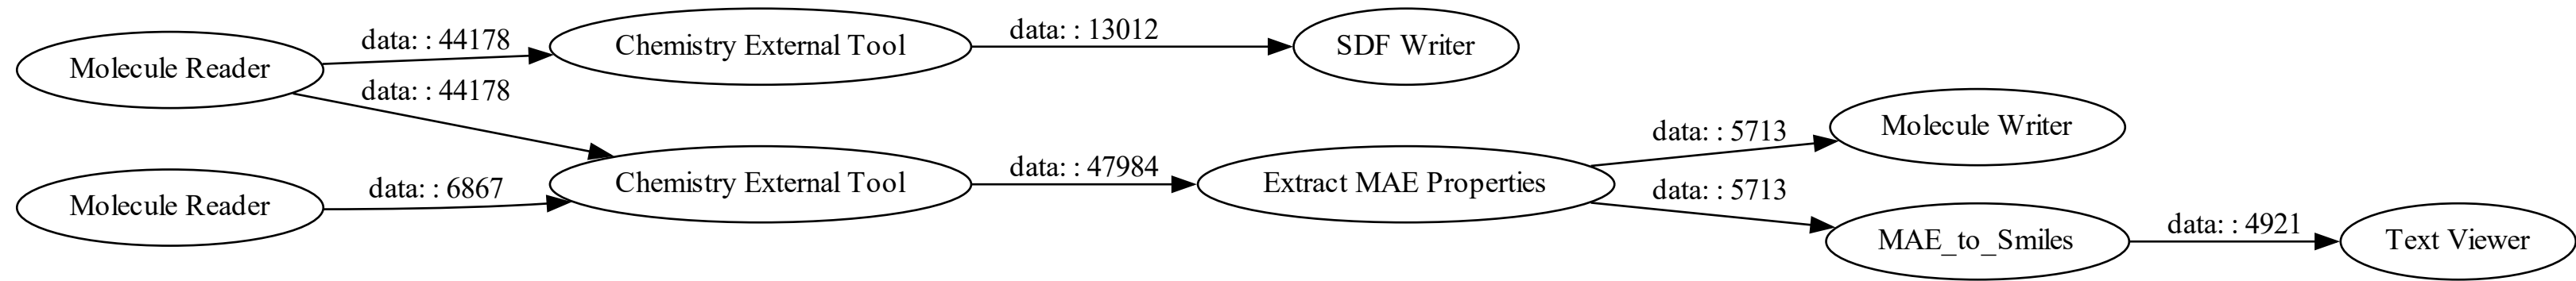 Molecule Reader
data: : 44178
Chemistry External Tool
data: : 13012
SDF Writer
data: : 44178
Molecule Reader
data: : 6867
Chemistry External Tool
data: : 47984
Extract MAE Properties
data: : 5713
Molecule Writer
data: : 5713
MAE_to_Smiles
data: : 4921
Text Viewer